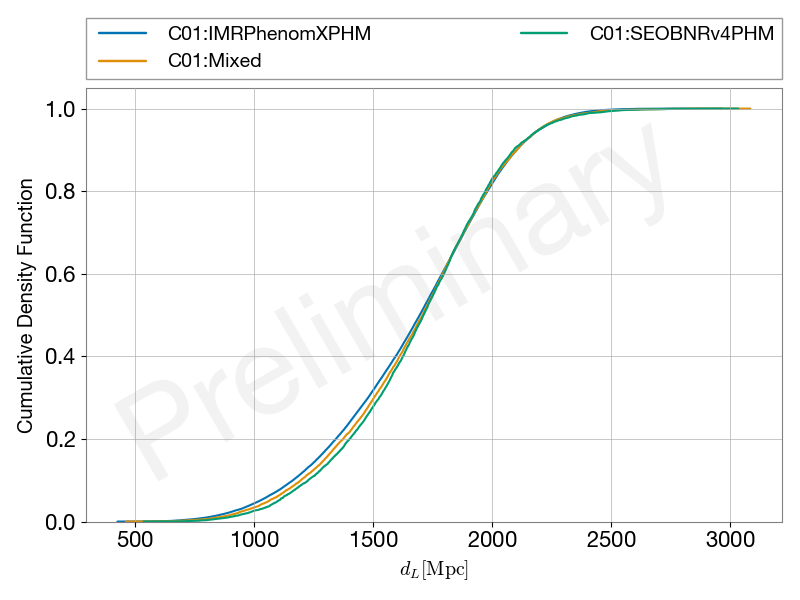 C01:IMRPhenomXPHM
C01:Mixed
C01:SEOBNRv4PHM
Preliminary
Cumulative Density Function
1.0
0.8
0.6
0.4
0.2
0.0
500 1000 1500 2000 2500 3000
d_L[Mpc]